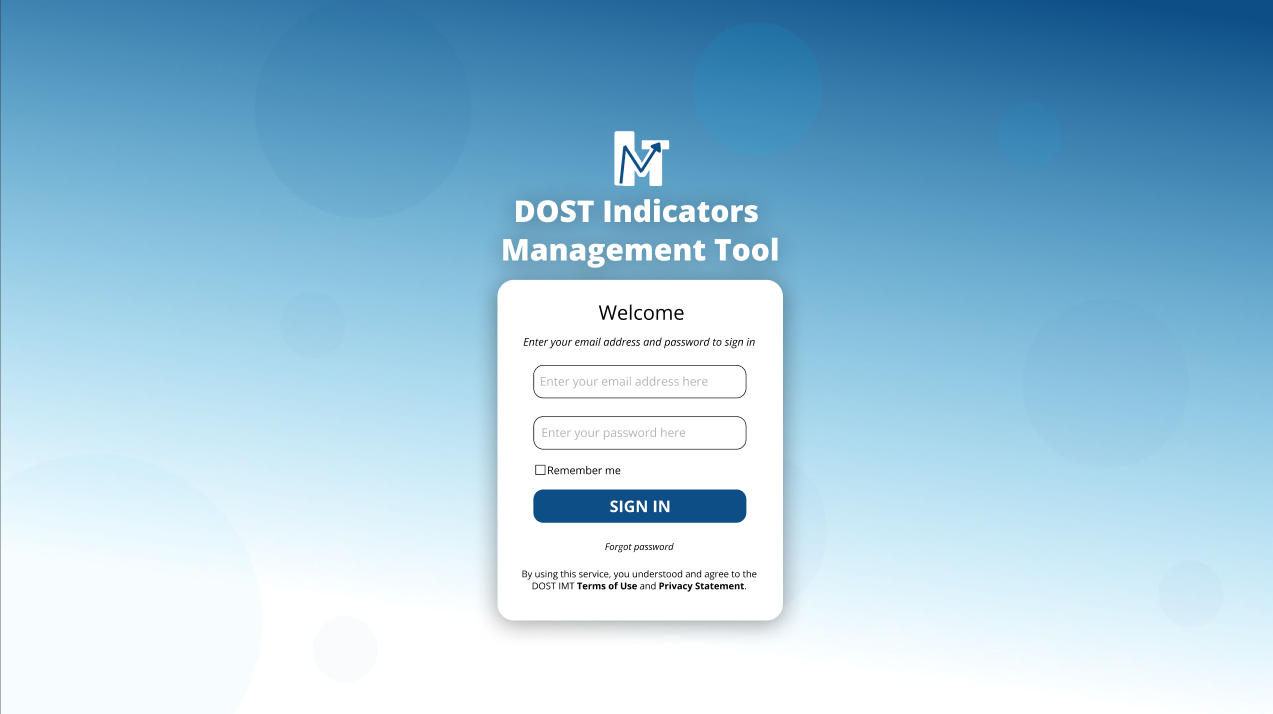 DOST Indicators
Management Tool
Welcome
Enter your email address and password to sign in
Enter your email address here
Enter your password here
Remember me
SIGN IN
Forgot password
By using this service, you understood and agree to the
DOST IMT Terms of Use and Privacy Statement.